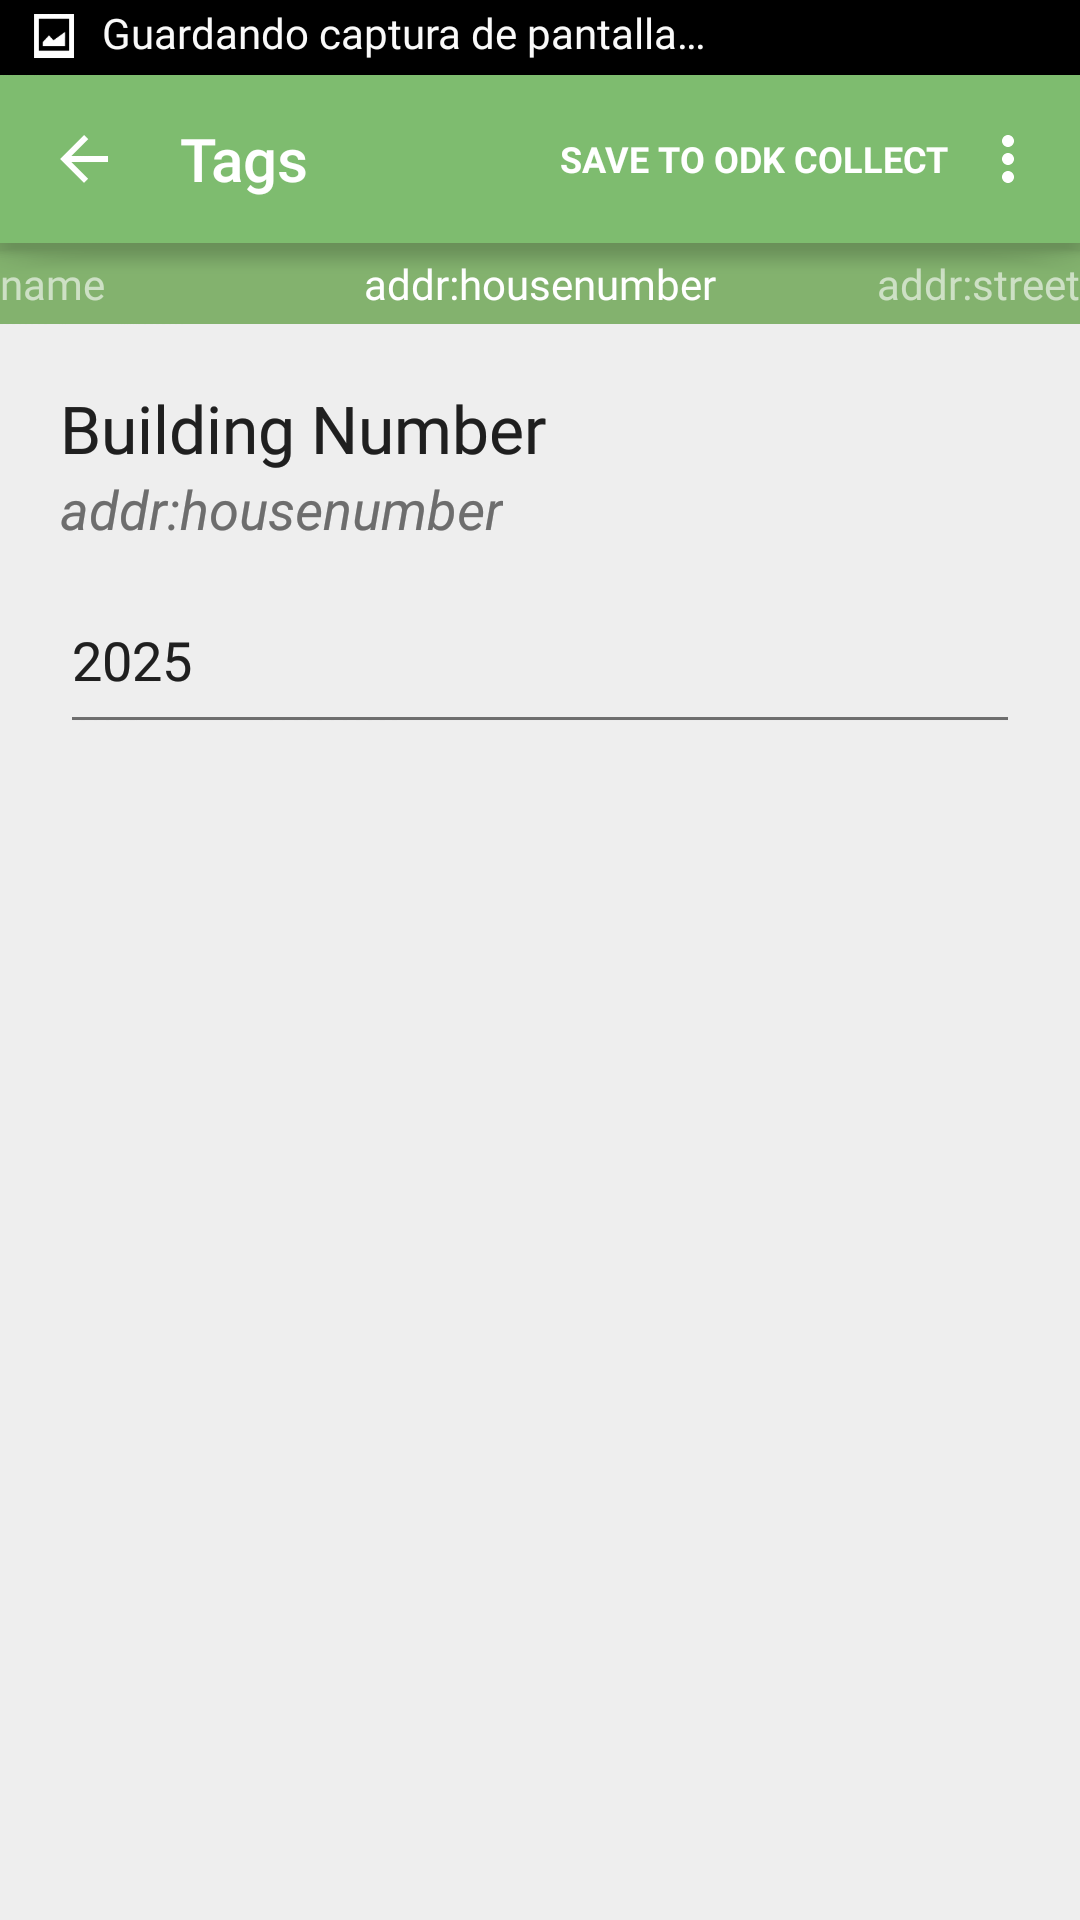 Guardando captura de pantalla...
Tags
SAVE TO ODK COLLECT
name addr:housenumber addr:street
Building Number
addr:housenumber
2025